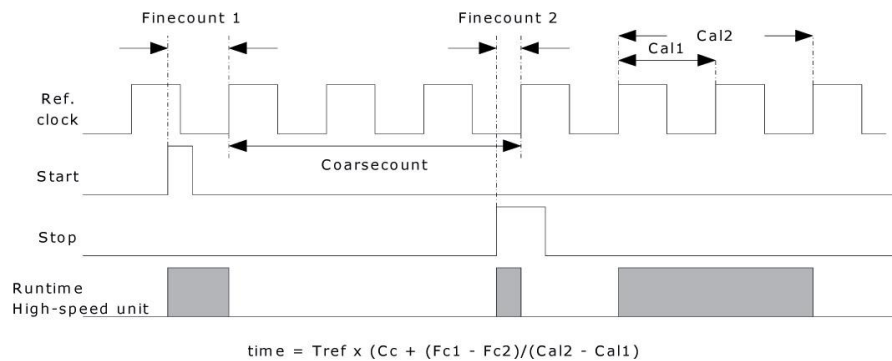 Finecount 1
Finecount 2
Cal2
Cal1
Ref.
clock
Coarsecount
Start
Stop
Runtime
High-speed unit
time = Tref x (Cc + (Fc1 - Fc2)/(Cal2 - Cal1)